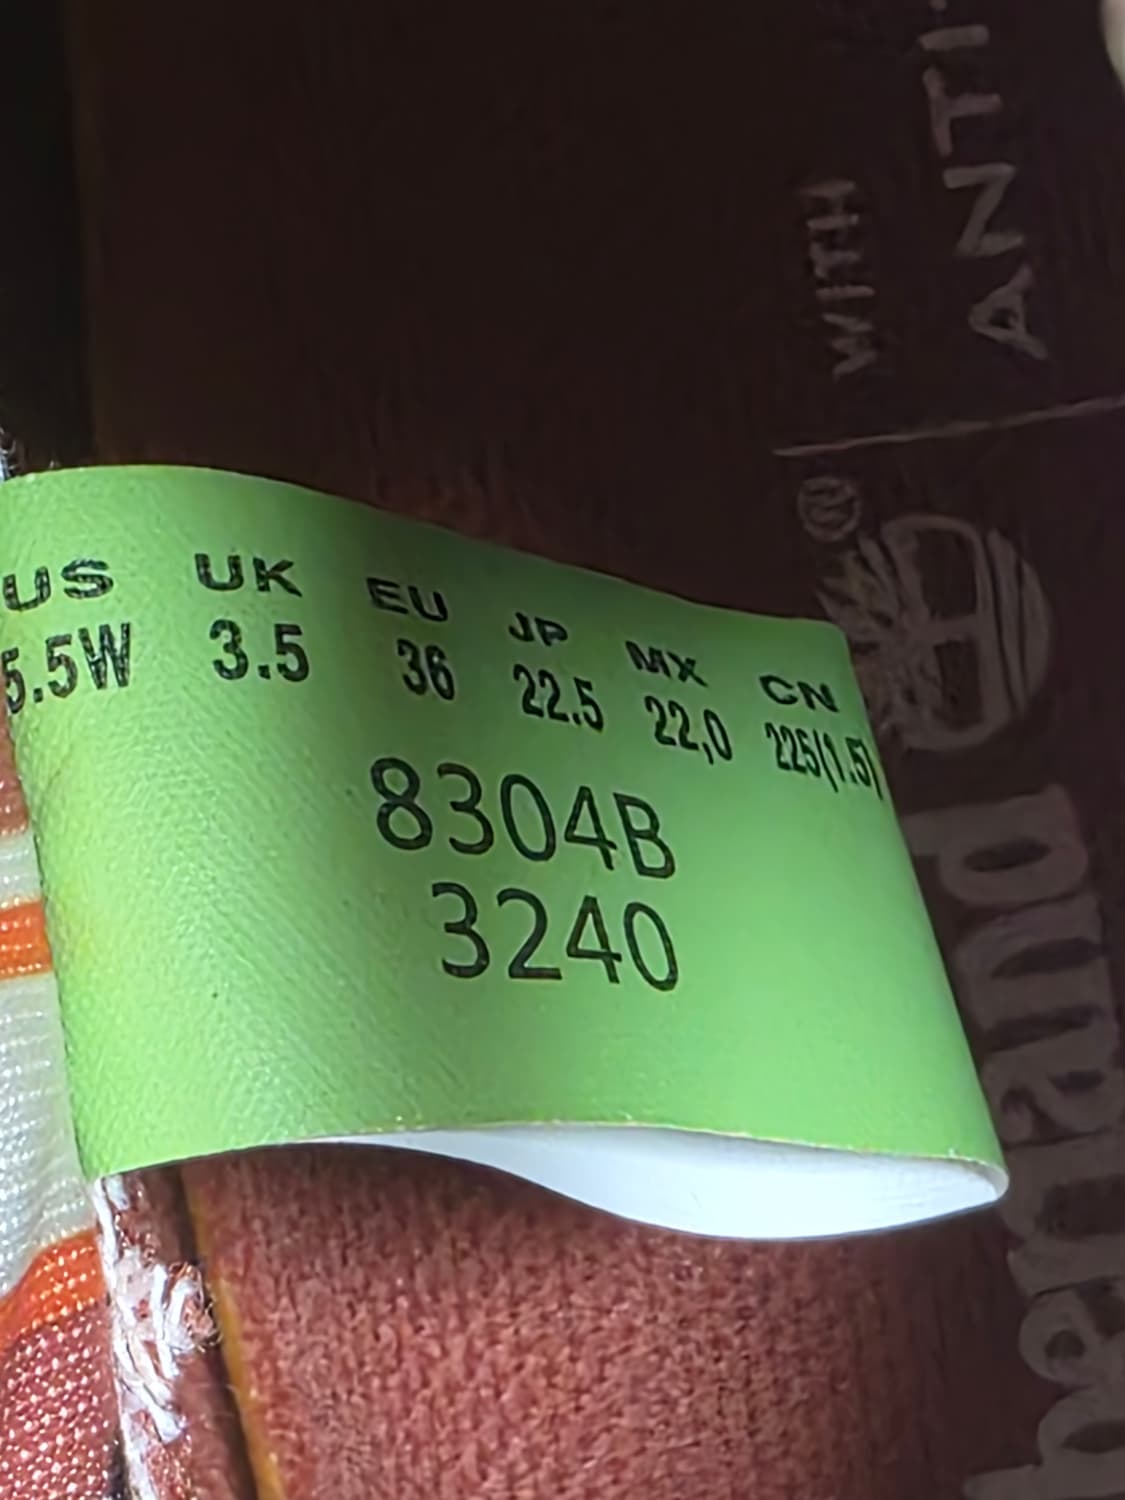 US UK EU JP MX CN
5.5W 3.5 36 22.5 22,0 225(1.5)
8304B
3240
WITH
ANTI-
®
berland